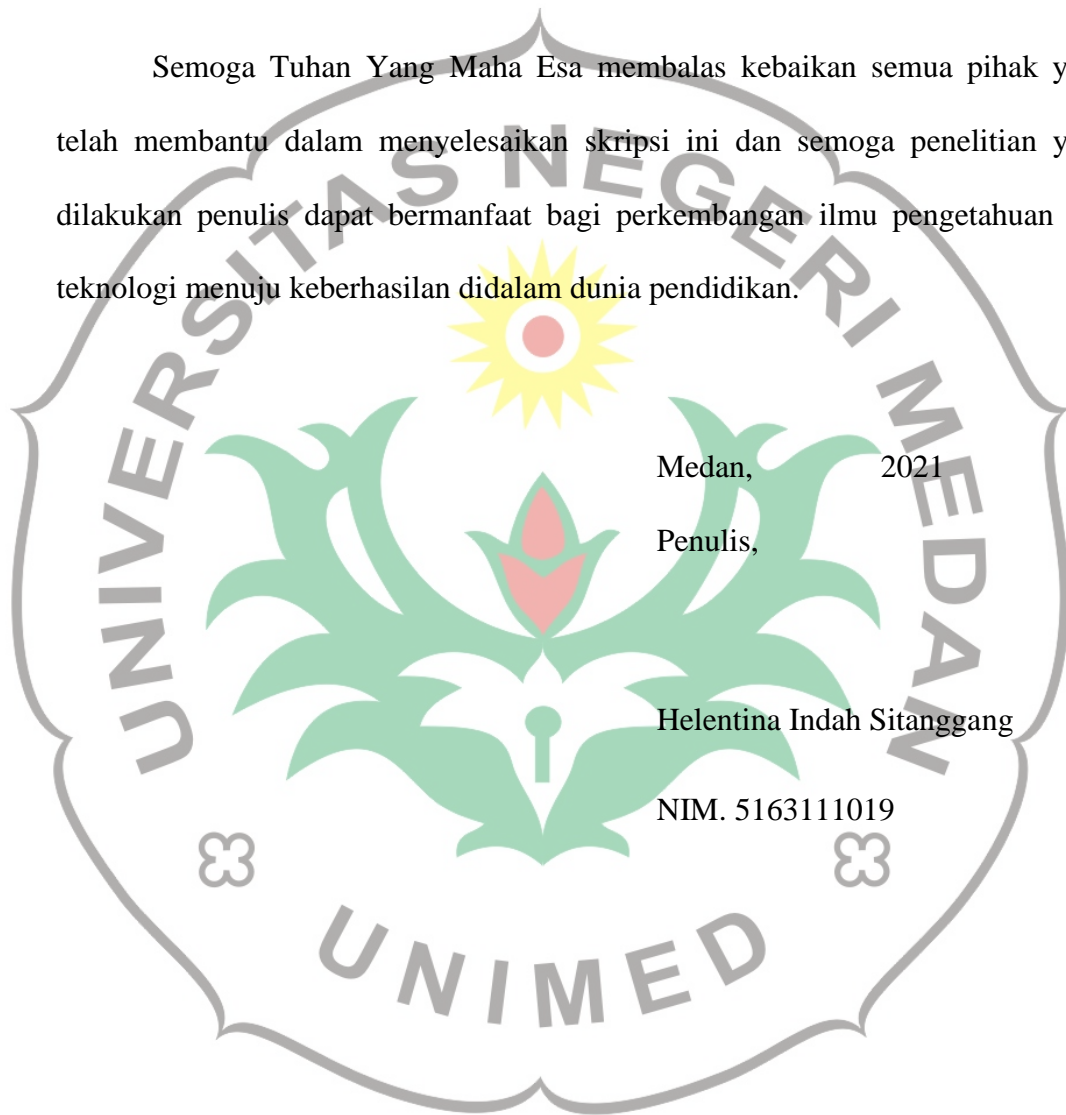 Semoga Tuhan Yang Maha Esa membalas kebaikan semua pihak y
telah membantu dalam menyelesaikan skripsi ini dan semoga penelitian y
dilakukan penulis dapat bermanfaat bagi perkembangan ilmu pengetahuan
teknologi menuju keberhasilan didalam dunia pendidikan.
Medan, 2021
Penulis,
Helentina Indah Sitanggang
NIM. 5163111019
UNIVERSITAS NEGERI MEDAN
UNIMED